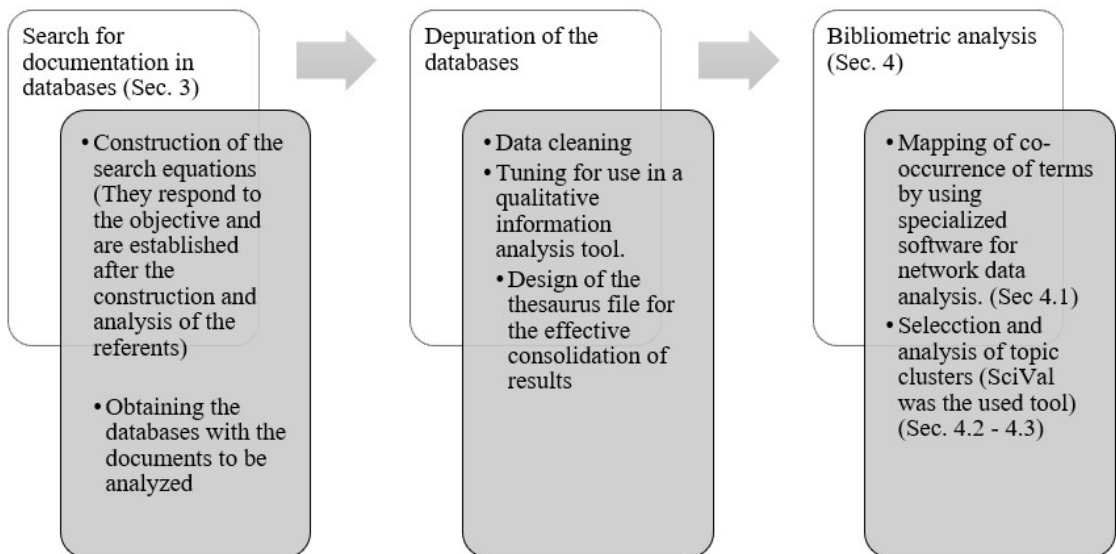 Search for
documentation in
databases (Sec. 3)
• Construction of the
search equations
(They respond to
the objective and
are established
after the
construction and
analysis of the
referents)
• Obtaining the
databases with the
documents to be
analyzed
Depuration of the
databases
• Data cleaning
• Tuning for use in a
qualitative
information
analysis tool.
• Design of the
thesaurus file for
the effective
consolidation of
results
Bibliometric analysis
(Sec. 4)
• Mapping of co-
occurrence of terms
by using
specialized
software for
network data
analysis. (Sec 4.1)
• Selecction and
analysis of topic
clusters (SciVal
was the used tool)
(Sec. 4.2 - 4.3)